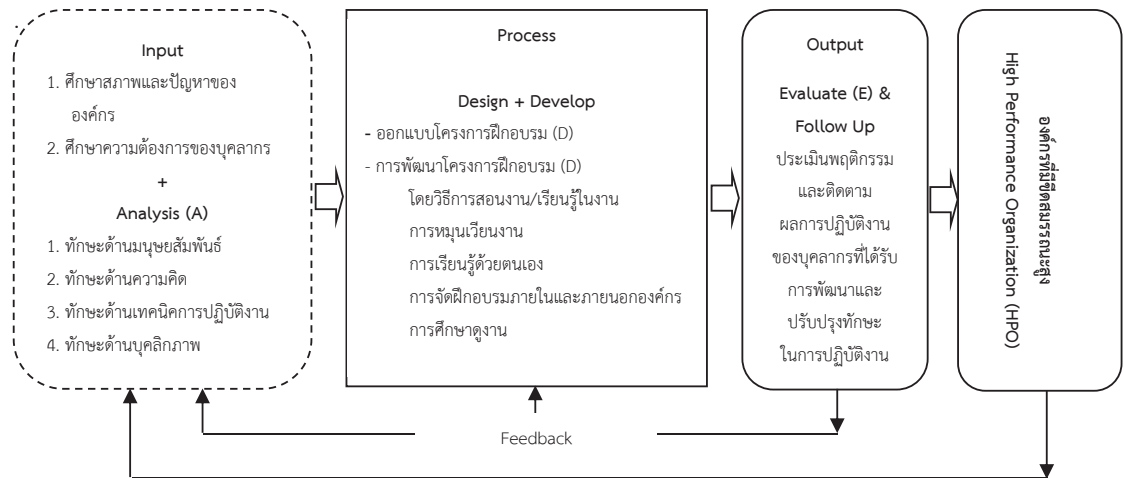 Input
1. ศึกษาสภาพและปัญหาของ
องค์กร
2. ศึกษาความต้องการของบุคลากร
+
Analysis (A)
1. ทักษะด้านมนุษยสัมพันธ์
2. ทักษะด้านความคิด
3. ทักษะด้านเทคนิคการปฏิบัติงาน
4. ทักษะด้านบุคลิกภาพ
Process
Design + Develop
- ออกแบบโครงการฝึกอบรม (D)
- การพัฒนาโครงการฝึกอบรม (D)
โดยวิธีการสอนงาน/เรียนรู้ในงาน
การหมุนเวียนงาน
การเรียนรู้ด้วยตนเอง
การจัดฝึกอบรมภายในและภายนอกองค์กร
การศึกษาดูงาน
Output
Evaluate (E) &
Follow Up
ประเมินพฤติกรรม
และติดตาม
ผลการปฏิบัติงาน
ของบุคลากรที่ได้รับ
การพัฒนาและ
ปรับปรุงทักษะ
ในการปฏิบัติงาน
องค์กรที่มีขีดสมรรถนะสูง
High Performance Organization (HPO)
Feedback